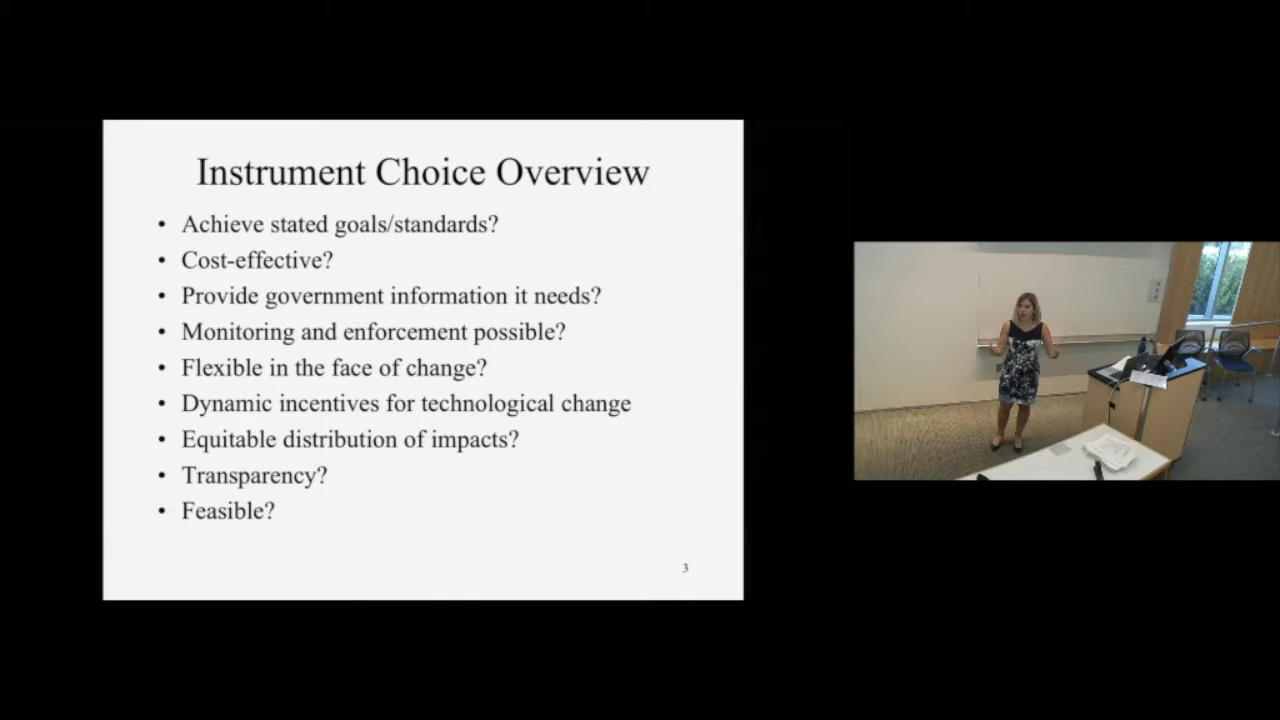 Instrument Choice Overview
• Achieve stated goals/standards?
• Cost-effective?
• Provide government information it needs?
• Monitoring and enforcement possible?
• Flexible in the face of change?
• Dynamic incentives for technological change
• Equitable distribution of impacts?
• Transparency?
• Feasible?
3